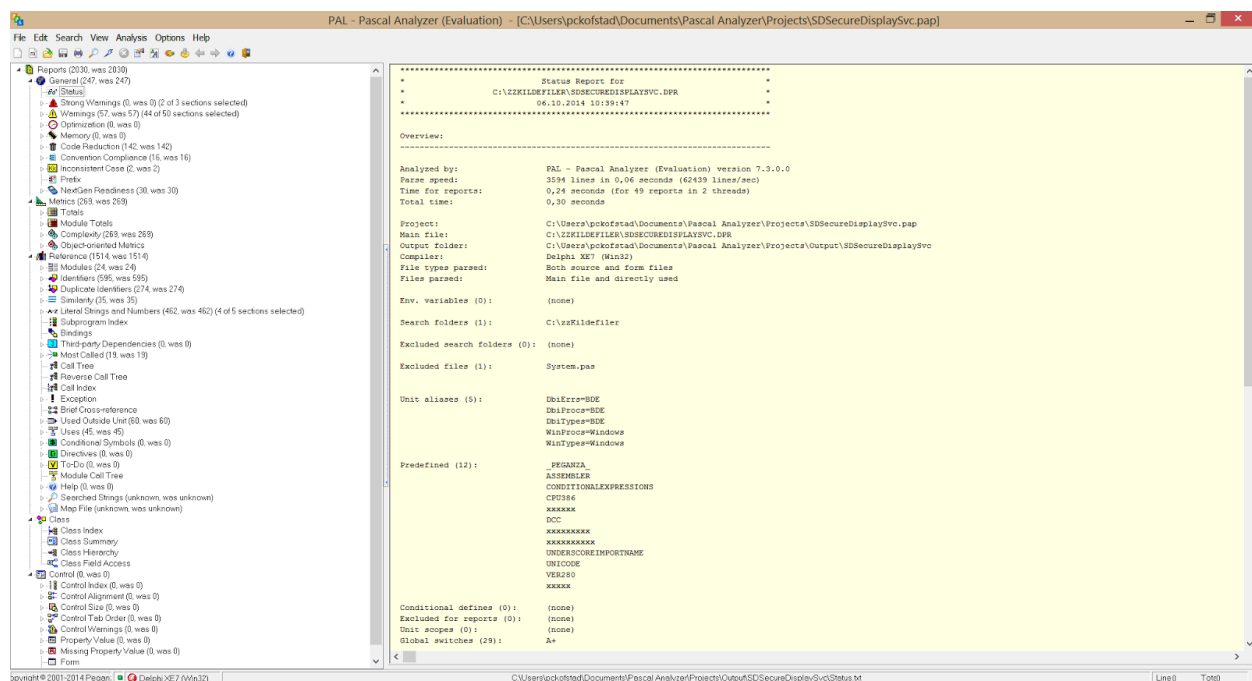 PAL - Pascal Analyzer (Evaluation) - [C:\Users\pckofstad\Documents\Pascal Analyzer\Projects\SDSecureDisplaySvc.pap]
File Edit Search View Analysis Options Help
Reports (2030, was 2030)
General (247, was 247)
Status
Strong Warnings (0, was 0) (2 of 3 sections selected)
Warnings (57, was 57) (44 of 50 sections selected)
Optimization (0, was 0)
Memory (0, was 0)
Code Reduction (142, was 142)
Convention Compliance (16, was 16)
Inconsistent Case (2, was 2)
Prefix
NextGen Readiness (30, was 30)
Metrics (269, was 269)
Totals
Module Totals
Complexity (269, was 269)
Object-oriented Metrics
Reference (1514, was 1514)
Modules (24, was 24)
Identifiers (595, was 595)
Duplicate Identifiers (274, was 274)
Similarity (35, was 35)
Literal Strings and Numbers (462, was 462) (4 of 5 sections selected)
Subprogram Index
Bindings
Third-party Dependencies (0, was 0)
Most Called (19, was 19)
Call Tree
Reverse Call Tree
Call Index
Exception
Brief Cross-reference
Used Outside Unit (60, was 60)
Uses (45, was 45)
Conditional Symbols (0, was 0)
Directives (0, was 0)
To-Do (0, was 0)
Module Call Tree
Help (0, was 0)
Searched Strings (unknown, was unknown)
Map File (unknown, was unknown)
Class
Class Index
Class Summary
Class Hierarchy
Class Field Access
Control (0, was 0)
Control Index (0, was 0)
Control Alignment (0, was 0)
Control Size (0, was 0)
Control Tab Order (0, was 0)
Control Warnings (0, was 0)
Property Value (0, was 0)
Missing Property Value (0, was 0)
Form
***************************************************************************
* Status Report for *
* C:\ZZKILDEFILER\SDSECUREDISPLAYSVC.DPR *
* 06.10.2014 10:39:47 *
***************************************************************************
Overview:
---------------------------------------------------------------------------
Analyzed by: PAL - Pascal Analyzer (Evaluation) version 7.3.0.0
Parse speed: 3594 lines in 0,06 seconds (62439 lines/sec)
Time for reports: 0,24 seconds (for 49 reports in 2 threads)
Total time: 0,30 seconds
Project: C:\Users\pckofstad\Documents\Pascal Analyzer\Projects\SDSecureDisplaySvc.pap
Main file: C:\ZZKILDEFILER\SDSECUREDISPLAYSVC.DPR
Output folder: C:\Users\pckofstad\Documents\Pascal Analyzer\Projects\Output\SDSecureDisplaySvc
Compiler: Delphi XE7 (Win32)
File types parsed: Both source and form files
Files parsed: Main file and directly used
Env. variables (0): (none)
Search folders (1): C:\zzKildefiler
Excluded search folders (0): (none)
Excluded files (1): System.pas
Unit aliases (5): DbiErrs=BDE
DbiProcs=BDE
DbiTypes=BDE
WinProcs=Windows
WinTypes=Windows
Predefined (12): _PEGANZA_
ASSEMBLER
CONDITIONALEXPRESSIONS
CPU386
xxxxxx
DCC
xxxxxxxxx
xxxxxxxxxx
UNDERSCOREIMPORTNAME
UNICODE
VER280
xxxxx
Conditional defines (0): (none)
Excluded for reports (0): (none)
Unit scopes (0): (none)
Global switches (29): A+
opyright © 2001-2014 Pegan: Delphi XE7 (Win32) C:\Users\pckofstad\Documents\Pascal Analyzer\Projects\Output\SDSecureDisplaySvc\Status.txt Line() Tot()